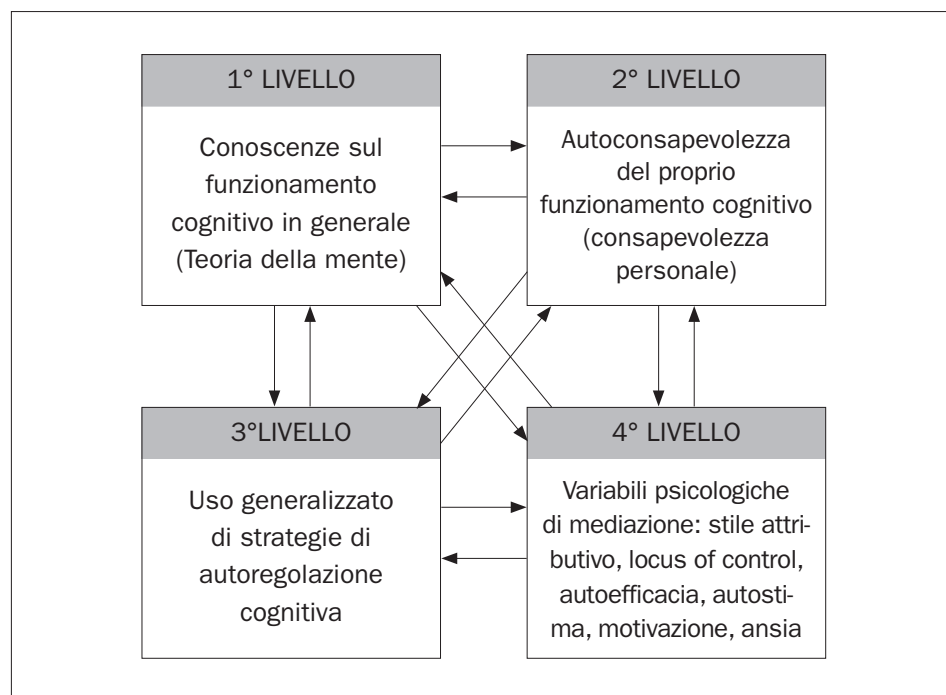 1° LIVELLO
Conoscenze sul
funzionamento
cognitivo in generale
(Teoria della mente)
2° LIVELLO
Autoconsapevolezza
del proprio
funzionamento cognitivo
(consapevolezza
personale)
3°LIVELLO
Uso generalizzato
di strategie di
autoregolazione
cognitiva
4° LIVELLO
Variabili psicologiche
di mediazione: stile attri-
butivo, locus of control,
autoefficacia, autosti-
ma, motivazione, ansia